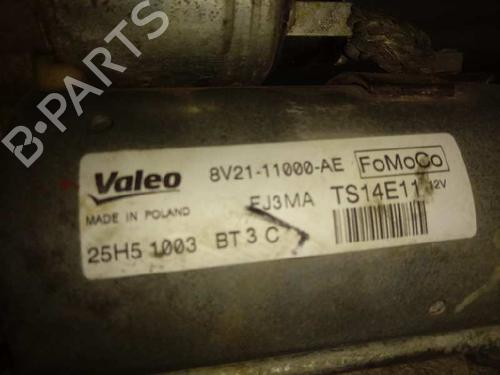 B-PARTS
Valeo 8V21-11000-AE FoMoCo
MADE IN POLAND EJ3MA TS14E11 12V
25H5 1003 BT 3 C